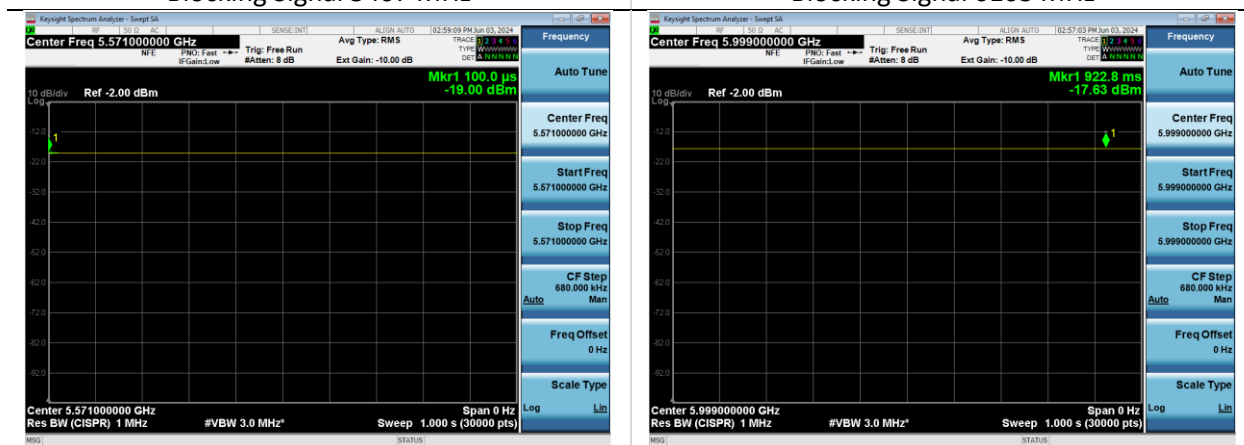 Keysight Spectrum Analyzer - Swept SA
RF 50 Ω AC SENSE:INT ALIGN AUTO 02:59:09 PM Jun 03, 2024
Center Freq 5.571000000 GHz
NFE PNO: Fast Trig: Free Run Avg Type: RMS TRACE 1 2 3 4 5 6
IFGain:Low #Atten: 8 dB Ext Gain: -10.00 dB TYPE WWWWWW
DET A N N N N N
Mkr1 100.0 µs
-19.00 dBm
10 dB/div Ref -2.00 dBm
Log
1
-12.0
-22.0
-32.0
-42.0
-52.0
-62.0
-72.0
-82.0
-92.0
Center 5.571000000 GHz Span 0 Hz
Res BW (CISPR) 1 MHz #VBW 3.0 MHz* Sweep 1.000 s (30000 pts)
MSG STATUS
Frequency
Auto Tune
Center Freq
5.571000000 GHz
Start Freq
5.571000000 GHz
Stop Freq
5.571000000 GHz
CF Step
680.000 kHz
Auto Man
Freq Offset
0 Hz
Scale Type
Log Lin
Keysight Spectrum Analyzer - Swept SA
RF 50 Ω AC SENSE:INT ALIGN AUTO 02:57:03 PM Jun 03, 2024
Center Freq 5.999000000 GHz
NFE PNO: Fast Trig: Free Run Avg Type: RMS TRACE 1 2 3 4 5 6
IFGain:Low #Atten: 8 dB Ext Gain: -10.00 dB TYPE WWWWWW
DET A N N N N N
Mkr1 922.8 ms
-17.63 dBm
10 dB/div Ref -2.00 dBm
Log
1
-12.0
-22.0
-32.0
-42.0
-52.0
-62.0
-72.0
-82.0
-92.0
Center 5.999000000 GHz Span 0 Hz
Res BW (CISPR) 1 MHz #VBW 3.0 MHz* Sweep 1.000 s (30000 pts)
MSG STATUS
Frequency
Auto Tune
Center Freq
5.999000000 GHz
Start Freq
5.999000000 GHz
Stop Freq
5.999000000 GHz
CF Step
680.000 kHz
Auto Man
Freq Offset
0 Hz
Scale Type
Log Lin